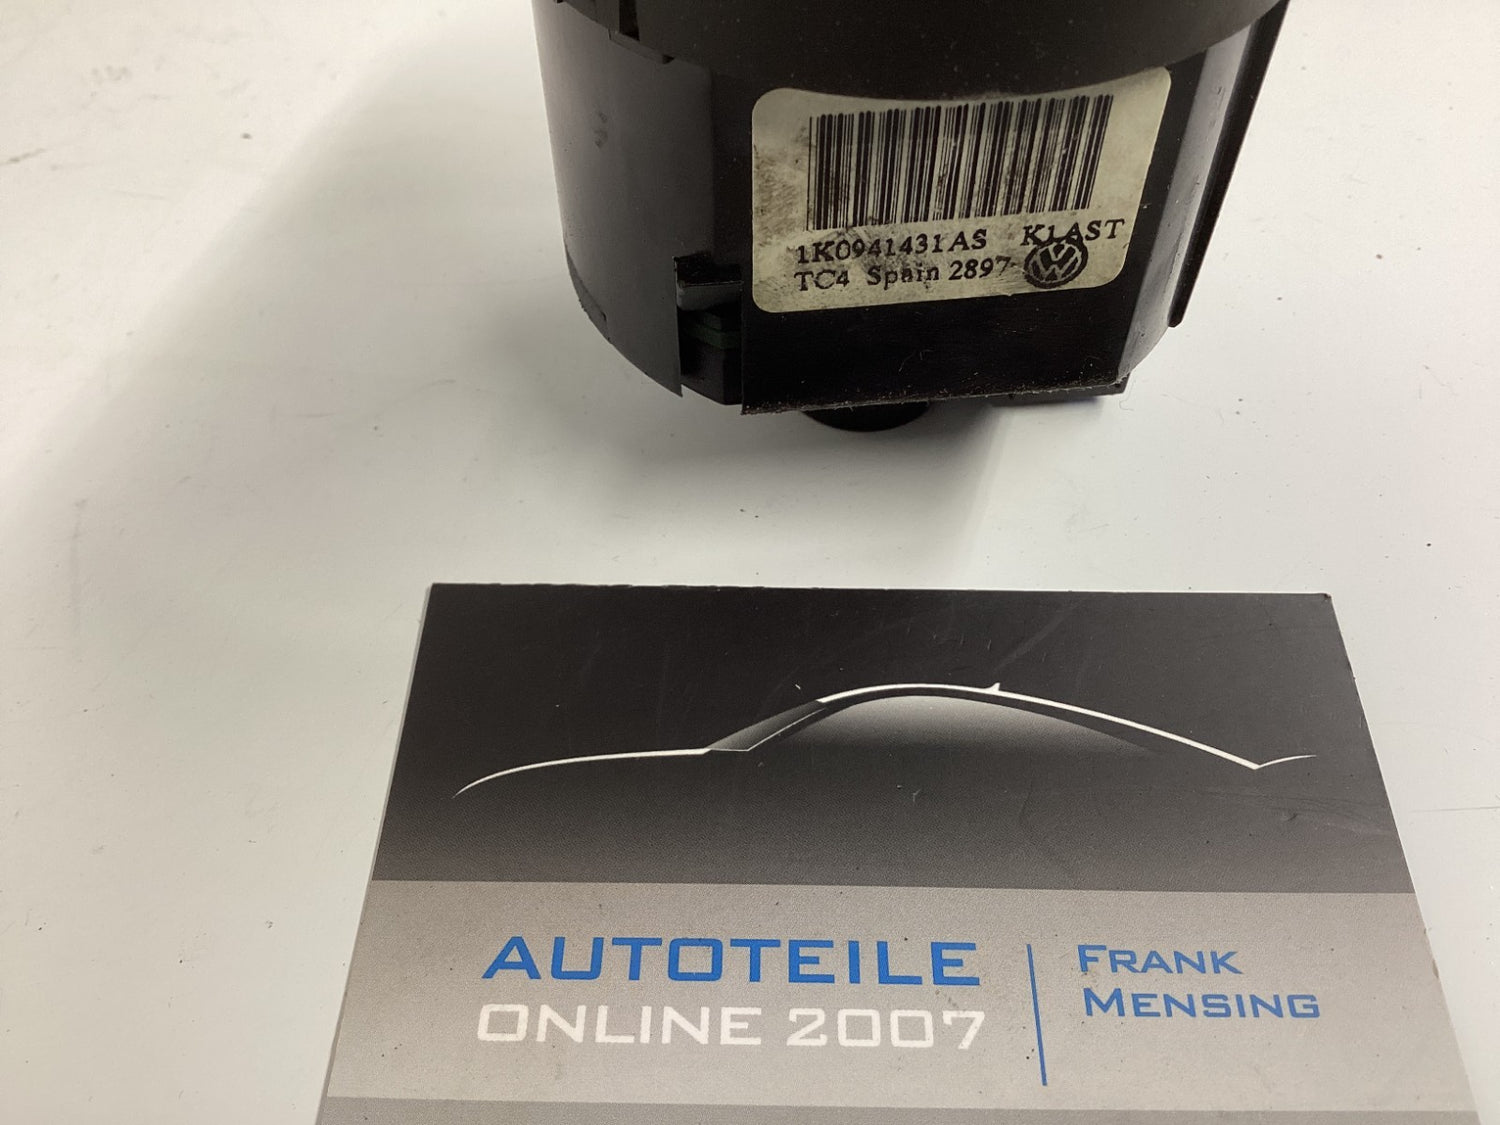 1K0941431AS K1AST
TC4 Spain 2897
AUTOTEILE
ONLINE 2007
FRANK
MENSING